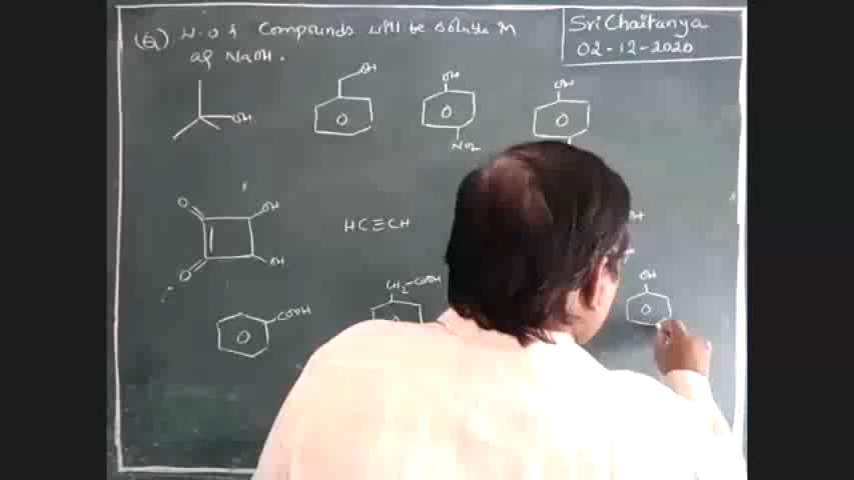 (Q) W.O.f Compounds will be soluble in
aq NaOH.
Sri Chaitanya
02-12-2020
OH
OH
OH
NO2
OH
O
OH
O
OH
HC≡CH
COOH
CH2-COOH
OH